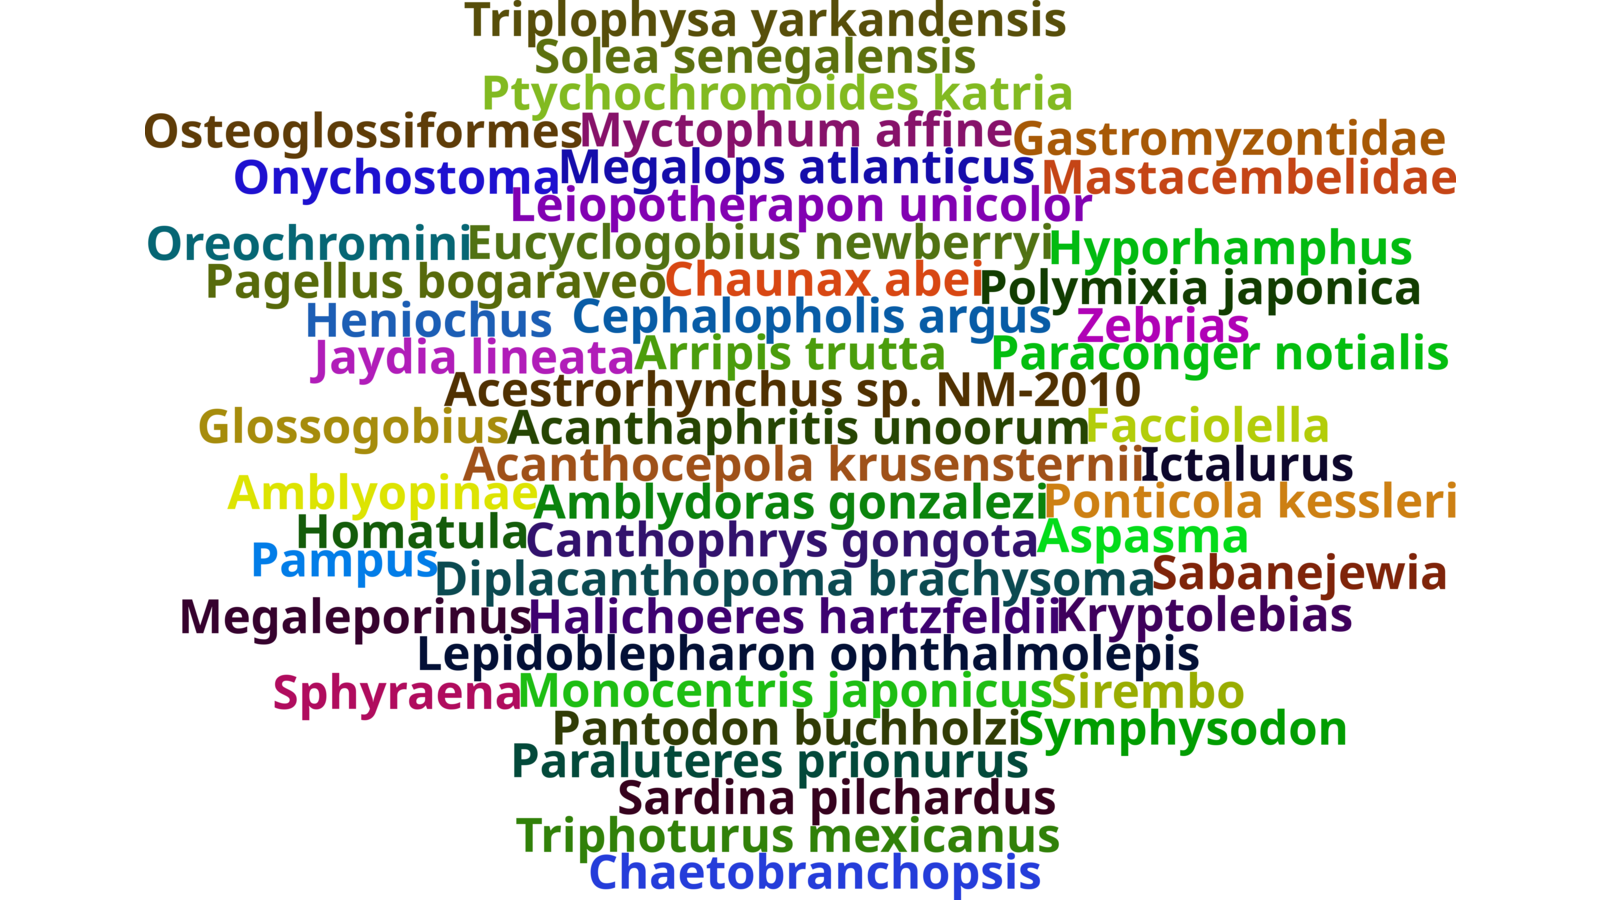 Triplophysa yarkandensis
Solea senegalensis
Ptychochromoides katria
Osteoglossiformes Myctophum affine Gastromyzontidae
Onychostoma Megalops atlanticus Mastacembelidae
Leiopotherapon unicolor
Oreochromini Eucyclogobius newberryi Hyporhamphus
Pagellus bogaraveo Chaunax abei Polymixia japonica
Heniochus Cephalopholis argus Zebrias
Jaydia lineata Arripis trutta Paraconger notialis
Acestrorhynchus sp. NM-2010
Glossogobius Acanthaphritis unoorum Facciolella
Acanthocepola krusensternii Ictalurus
Amblyopinae Amblydoras gonzalezi Ponticola kessleri
Homatula Canthophrys gongota Aspasma
Pampus Diplacanthopoma brachysoma Sabanejewia
Megaleporinus Halichoeres hartzfeldii Kryptolebias
Lepidoblepharon ophthalmolepis
Sphyraena Monocentris japonicus Sirembo
Pantodon buchholzi Symphysodon
Paraluteres prionurus
Sardina pilchardus
Triphoturus mexicanus
Chaetobranchopsis